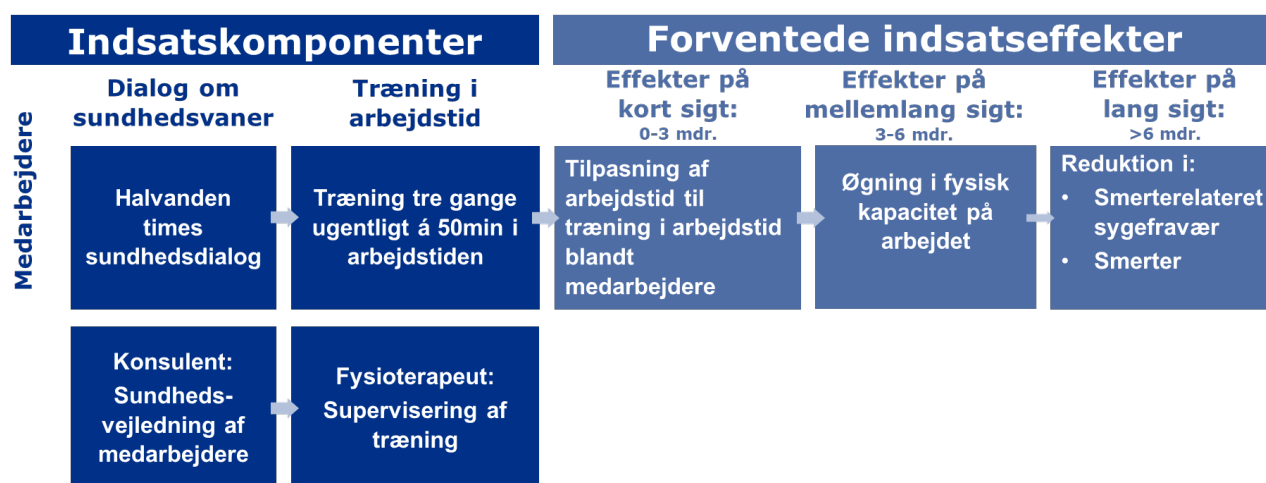 Indsatskomponenter
Forventede indsatseffekter
Medarbejdere
Dialog om
sundhedsvaner
Træning i
arbejdstid
Effekter på
kort sigt:
0-3 mdr.
Effekter på
mellemlang sigt:
3-6 mdr.
Effekter på
lang sigt:
>6 mdr.
Halvanden
times
sundhedsdialog
Træning tre gange
ugentligt á 50min i
arbejdstiden
Tilpasning af
arbejdstid til
træning i arbejdstid
blandt
medarbejdere
Øgning i fysisk
kapacitet på
arbejdet
Reduktion i:
• Smerterelateret
sygefravær
• Smerter
Konsulent:
Sundheds-
vejledning af
medarbejdere
Fysioterapeut:
Supervisering af
træning